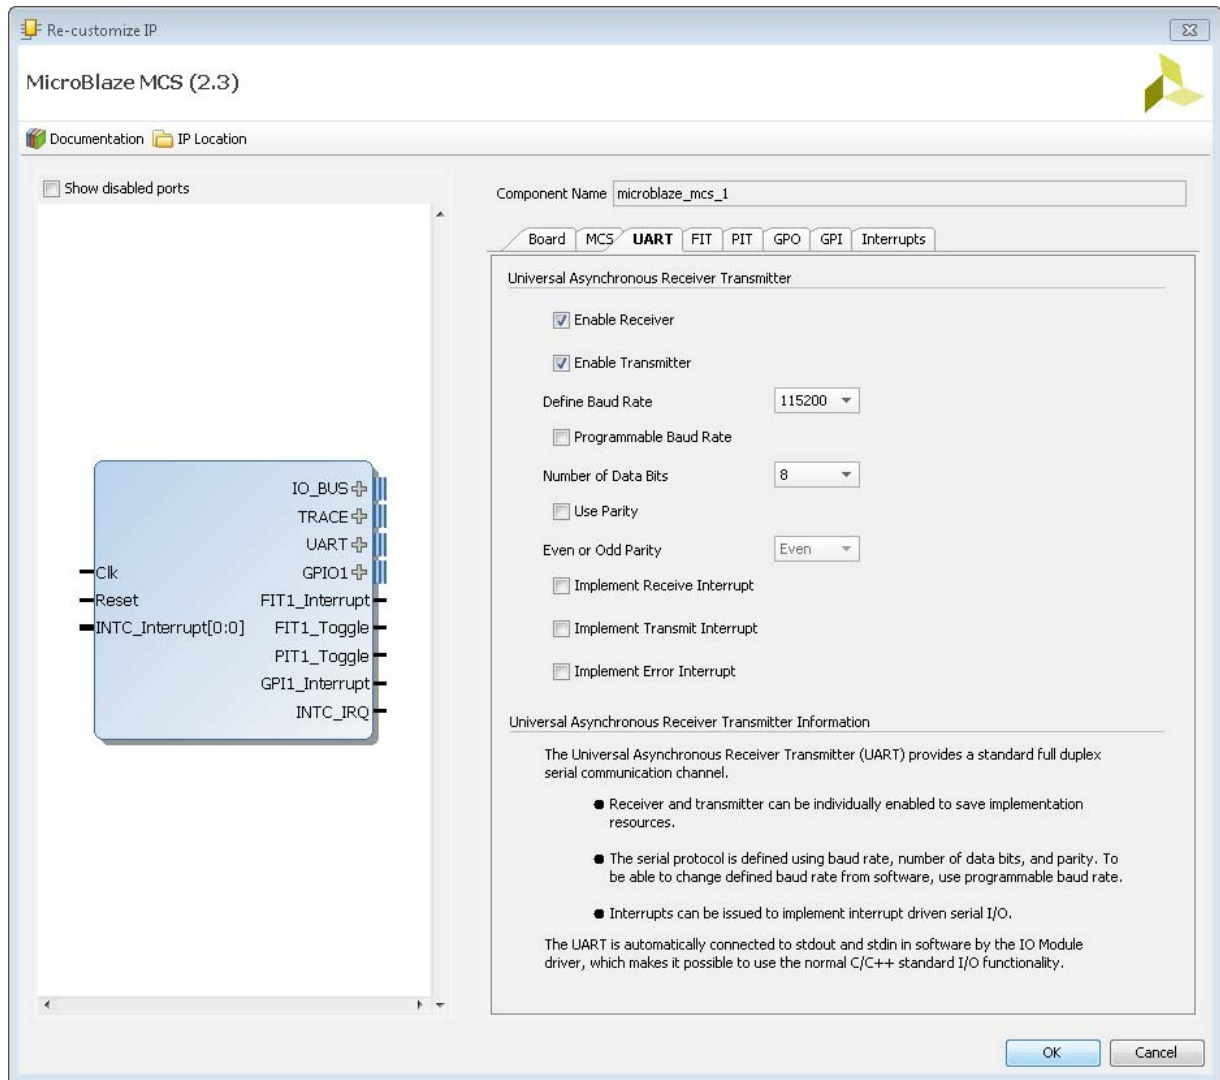 Re-customize IP
MicroBlaze MCS (2.3)
Documentation IP Location
Show disabled ports
IO_BUS
TRACE
UART
Clk GPIO1
Reset FIT1_Interrupt
INTC_Interrupt[0:0] FIT1_Toggle
PIT1_Toggle
GPI1_Interrupt
INTC_IRQ
Component Name microblaze_mcs_1
Board MCS UART FIT PIT GPO GPI Interrupts
Universal Asynchronous Receiver Transmitter
Enable Receiver
Enable Transmitter
Define Baud Rate 115200
Programmable Baud Rate
Number of Data Bits 8
Use Parity
Even or Odd Parity Even
Implement Receive Interrupt
Implement Transmit Interrupt
Implement Error Interrupt
Universal Asynchronous Receiver Transmitter Information
The Universal Asynchronous Receiver Transmitter (UART) provides a standard full duplex
serial communication channel.
● Receiver and transmitter can be individually enabled to save implementation
resources.
● The serial protocol is defined using baud rate, number of data bits, and parity. To
be able to change defined baud rate from software, use programmable baud rate.
● Interrupts can be issued to implement interrupt driven serial I/O.
The UART is automatically connected to stdout and stdin in software by the IO Module
driver, which makes it possible to use the normal C/C++ standard I/O functionality.
OK Cancel